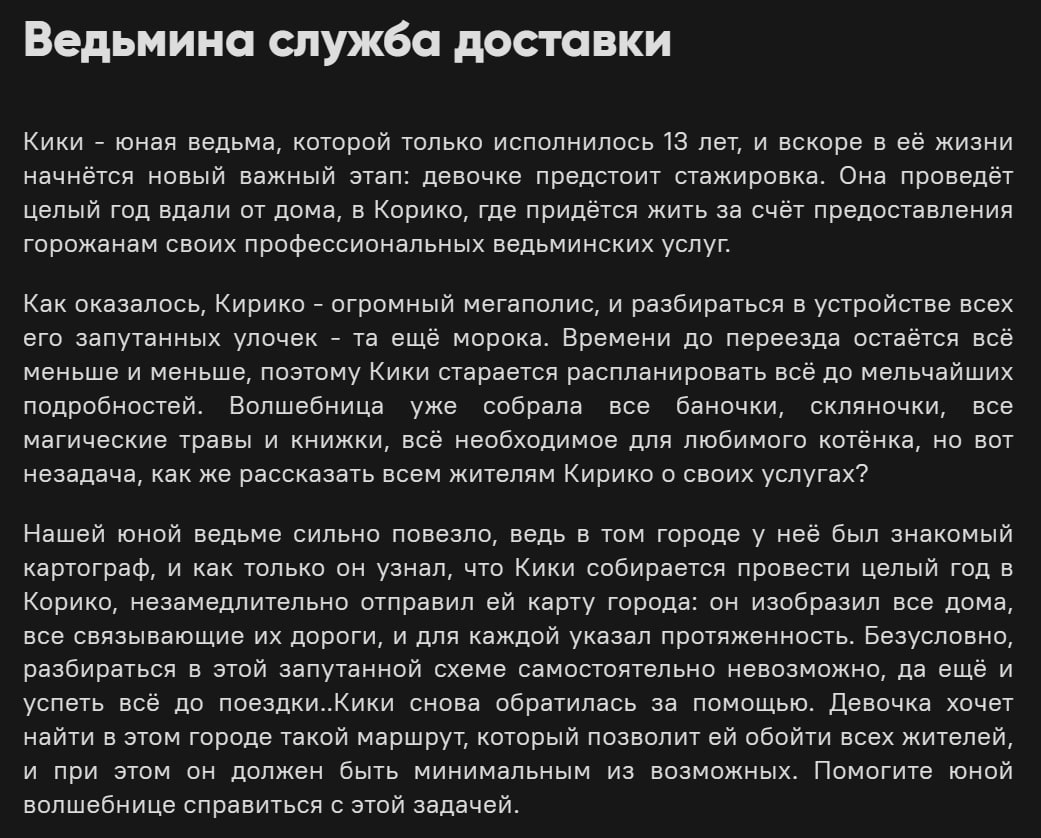 Ведьмина служба доставки
Кики - юная ведьма, которой только исполнилось 13 лет, и вскоре в её жизни
начнётся новый важный этап: девочке предстоит стажировка. Она проведёт
целый год вдали от дома, в Корико, где придётся жить за счёт предоставления
горожанам своих профессиональных ведьминских услуг.
Как оказалось, Кирико - огромный мегаполис, и разбираться в устройстве всех
его запутанных улочек - та ещё морока. Времени до переезда остаётся всё
меньше и меньше, поэтому Кики старается распланировать всё до мельчайших
подробностей. Волшебница уже собрала все баночки, скляночки, все
магические травы и книжки, всё необходимое для любимого котёнка, но вот
незадача, как же рассказать всем жителям Кирико о своих услугах?
Нашей юной ведьме сильно повезло, ведь в том городе у неё был знакомый
картограф, и как только он узнал, что Кики собирается провести целый год в
Корико, незамедлительно отправил ей карту города: он изобразил все дома,
все связывающие их дороги, и для каждой указал протяженность. Безусловно,
разбираться в этой запутанной схеме самостоятельно невозможно, да ещё и
успеть всё до поездки..Кики снова обратилась за помощью. Девочка хочет
найти в этом городе такой маршрут, который позволит ей обойти всех жителей,
и при этом он должен быть минимальным из возможных. Помогите юной
волшебнице справиться с этой задачей.